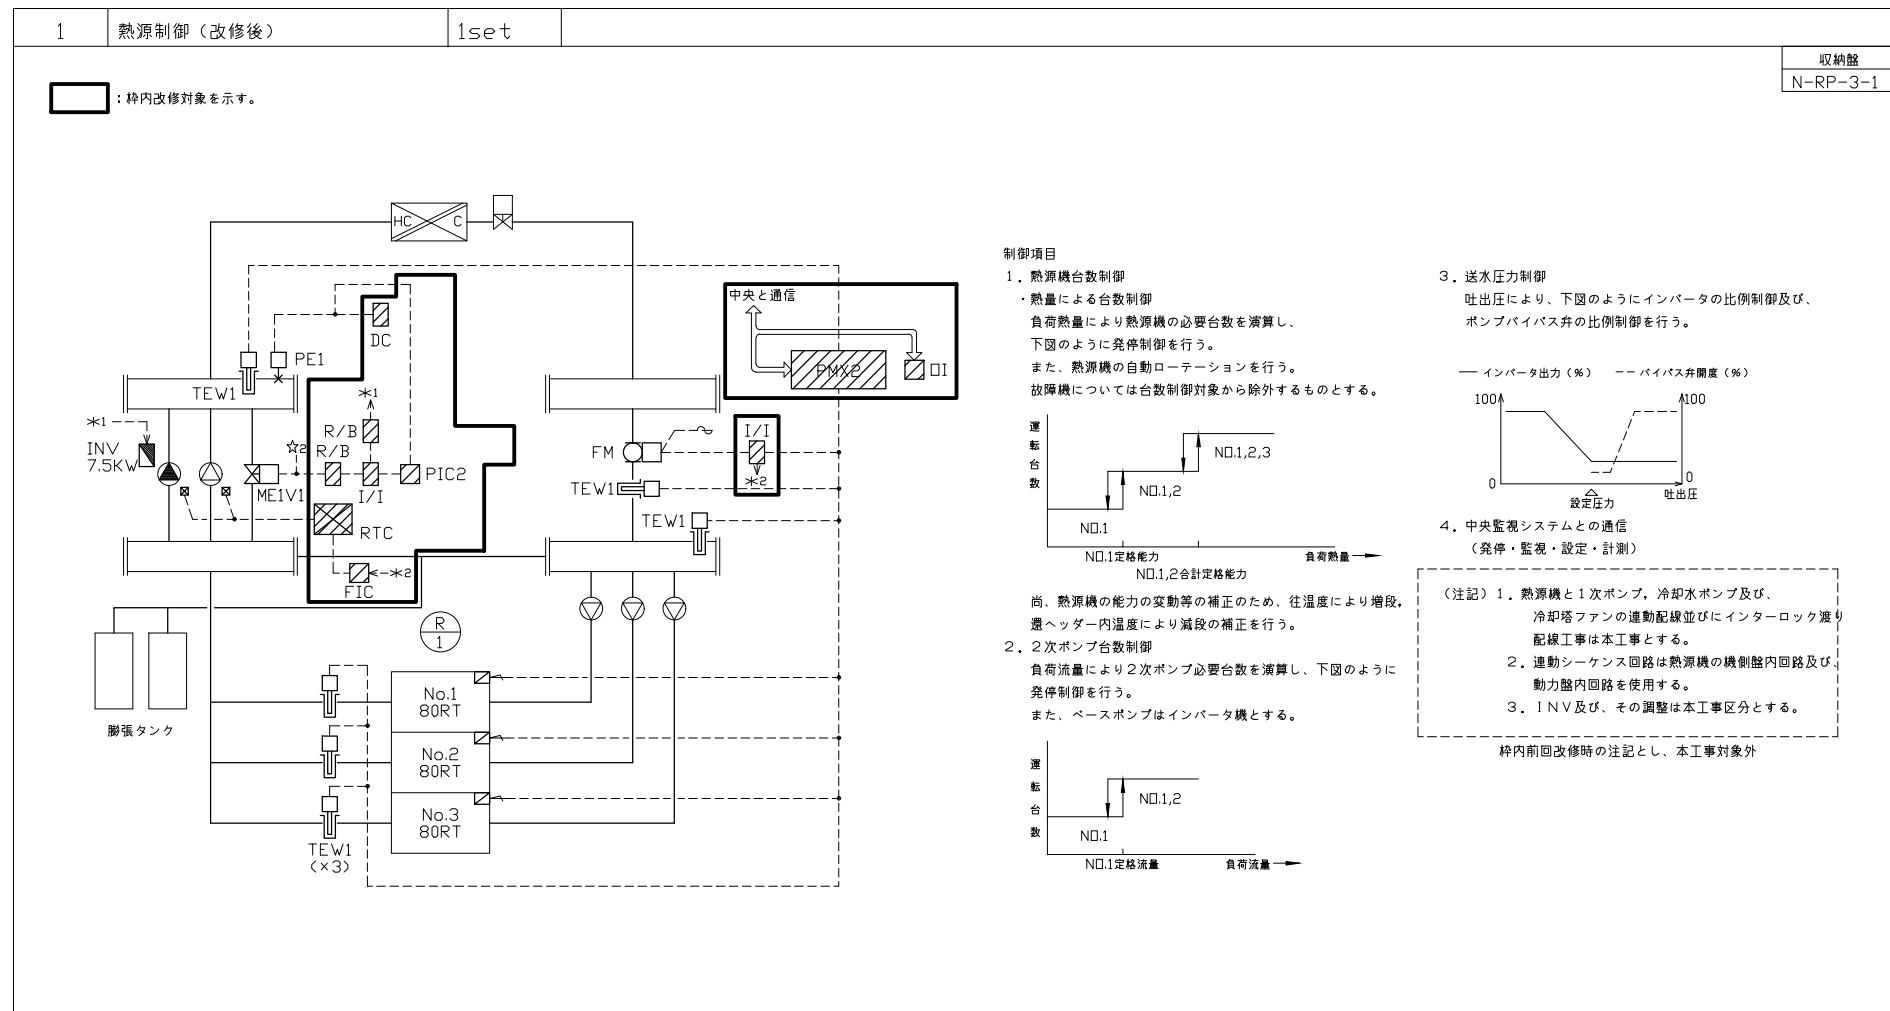 1
熱源制御（改修後）
1set
収納盤
N-RP-3-1
：枠内改修対象を示す。
HC
C
中央と通信
PMX2
OI
DC
PE1
TEW1
*1
R/B
R/B
☆2
*1
INV
7.5KW
ME1V1
I/I
PIC2
RTC
FIC
*2
FM
I/I
*2
TEW1
TEW1
R
1
膨張タンク
No.1
80RT
No.2
80RT
No.3
80RT
TEW1
(×3)
制御項目
１．熱源機台数制御
・熱量による台数制御
負荷熱量により熱源機の必要台数を演算し、
下図のように発停制御を行う。
また、熱源機の自動ローテーションを行う。
故障機については台数制御対象から除外するものとする。
運転台数
NO.1,2,3
NO.1,2
NO.1
NO.1定格能力
負荷熱量
NO.1,2合計定格能力
尚、熱源機の能力の変動等の補正のため、往温度により増段，
還ヘッダー内温度により減段の補正を行う。
２．２次ポンプ台数制御
負荷流量により２次ポンプ必要台数を演算し、下図のように
発停制御を行う。
また、ベースポンプはインバータ機とする。
運転台数
NO.1,2
NO.1
NO.1定格流量
負荷流量
３．送水圧力制御
吐出圧により、下図のようにインバータの比例制御及び、
ポンプバイパス弁の比例制御を行う。
インバータ出力（％）
バイパス弁開度（％）
100
100
0
0
設定圧力
吐出圧
４．中央監視システムとの通信
（発停・監視・設定・計測）
（注記）１．熱源機と１次ポンプ，冷却水ポンプ及び、
冷却塔ファンの連動配線並びにインターロック渡り
配線工事は本工事とする。
２．連動シーケンス回路は熱源機の機側盤内回路及び、
動力盤内回路を使用する。
３．ＩＮＶ及び、その調整は本工事区分とする。
枠内前回改修時の注記とし、本工事対象外